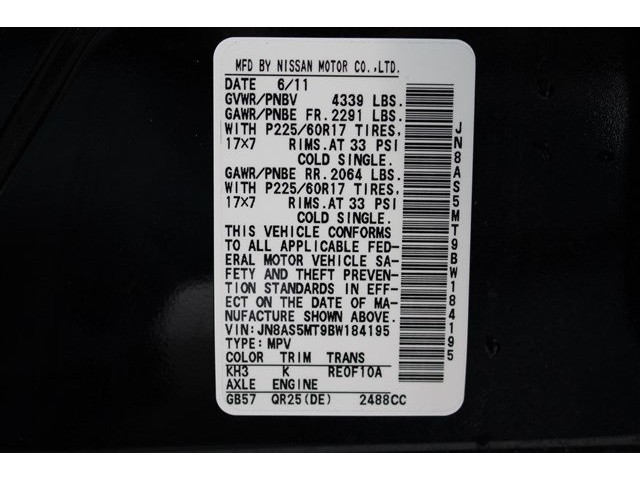 MFD BY NISSAN MOTOR CO.,LTD.
DATE 6/11
GVWR/PNBV 4339 LBS.
GAWR/PNBE FR.2291 LBS.
WITH P225/60R17 TIRES,
17×7 RIMS.AT 33 PSI
COLD SINGLE.
GAWR/PNBE RR.2064 LBS.
WITH P225/60R17 TIRES,
17×7 RIMS.AT 33 PSI
COLD SINGLE.
THIS VEHICLE CONFORMS
TO ALL APPLICABLE FED-
ERAL MOTOR VEHICLE SA-
FETY AND THEFT PREVEN-
TION STANDARDS IN EFF-
ECT ON THE DATE OF MA-
NUFACTURE SHOWN ABOVE.
VIN:JN8AS5MT9BW184195
TYPE:MPV
COLOR TRIM TRANS
KH3 K RE0F10A
AXLE ENGINE
GB57 QR25(DE) 2488CC
JN8AS5MT9BW184195